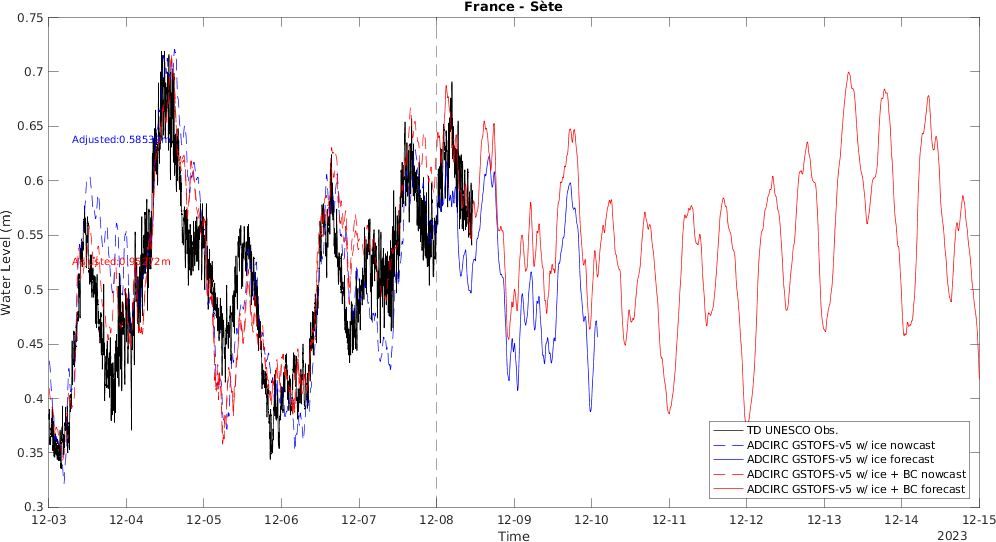 France - Sète
Water Level (m)
0.75
0.7
0.65
0.6
0.55
0.5
0.45
0.4
0.35
0.3
TD UNESCO Obs.
ADCIRC GSTOFS-v5 w/ ice nowcast
ADCIRC GSTOFS-v5 w/ ice forecast
ADCIRC GSTOFS-v5 w/ ice + BC nowcast
ADCIRC GSTOFS-v5 w/ ice + BC forecast
12-03 12-04 12-05 12-06 12-07 12-08 12-09 12-10 12-11 12-12 12-13 12-14 12-15
Time
2023